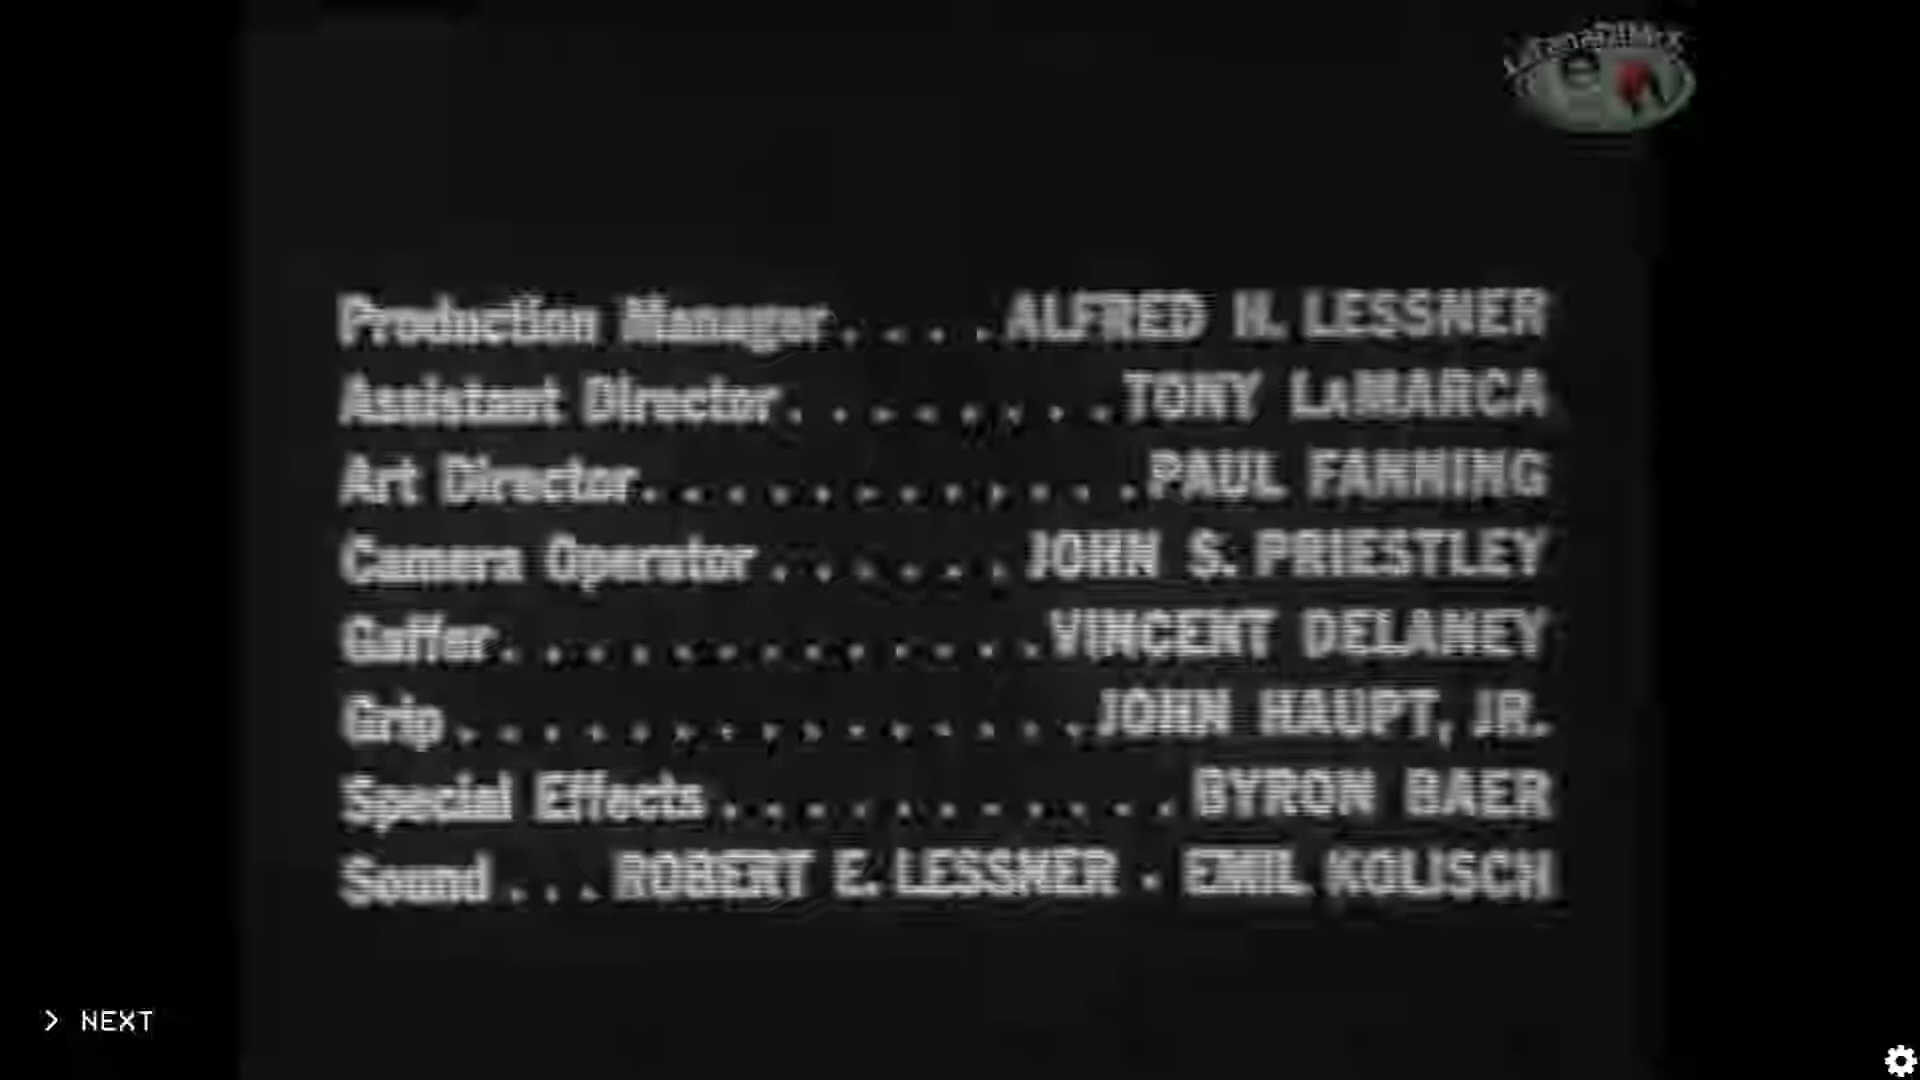 Production Manager....ALFRED H. LESSNER
Assistant Director........TONY LaMARCA
Art Director............PAUL FANNING
Camera Operator......JOHN S. PRIESTLEY
Gaffer.............VINCENT DELANEY
Grip...............JOHN HAUPT, JR.
Special Effects...........BYRON BAER
Sound...ROBERT E. LESSNER · EMIL KOLISCH
> NEXT